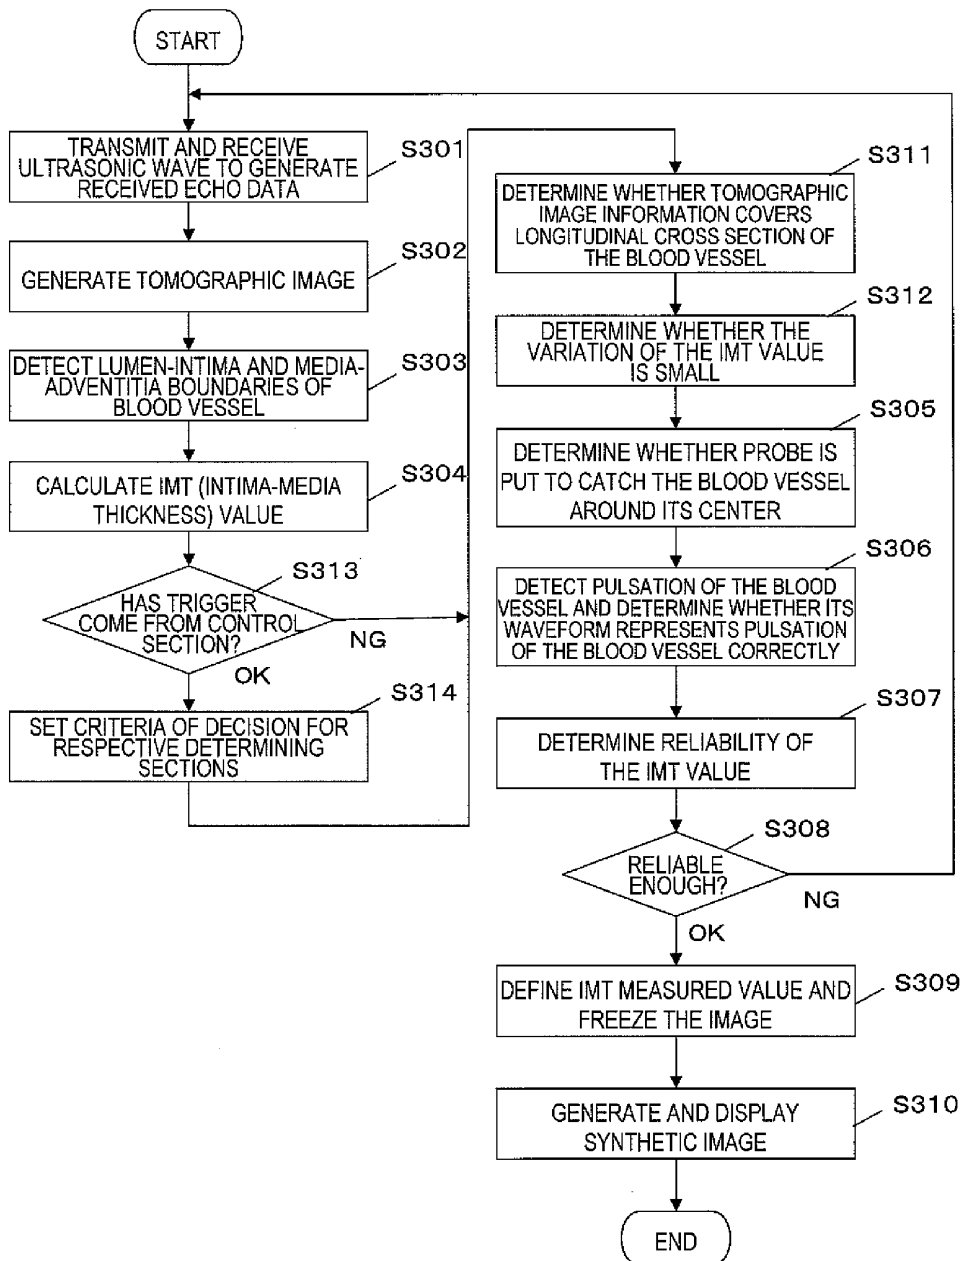 START
TRANSMIT AND RECEIVE
ULTRASONIC WAVE TO GENERATE
RECEIVED ECHO DATA
S301
GENERATE TOMOGRAPHIC IMAGE
S302
DETECT LUMEN-INTIMA AND MEDIA-
ADVENTITIA BOUNDARIES OF
BLOOD VESSEL
S303
CALCULATE IMT (INTIMA-MEDIA
THICKNESS) VALUE
S304
HAS TRIGGER
COME FROM CONTROL
SECTION?
S313
NG
OK
SET CRITERIA OF DECISION FOR
RESPECTIVE DETERMINING
SECTIONS
S314
DETERMINE WHETHER TOMOGRAPHIC
IMAGE INFORMATION COVERS
LONGITUDINAL CROSS SECTION OF
THE BLOOD VESSEL
S311
DETERMINE WHETHER THE
VARIATION OF THE IMT VALUE
IS SMALL
S312
DETERMINE WHETHER PROBE IS
PUT TO CATCH THE BLOOD VESSEL
AROUND ITS CENTER
S305
DETECT PULSATION OF THE BLOOD
VESSEL AND DETERMINE WHETHER ITS
WAVEFORM REPRESENTS PULSATION
OF THE BLOOD VESSEL CORRECTLY
S306
DETERMINE RELIABILITY OF
THE IMT VALUE
S307
RELIABLE
ENOUGH?
S308
NG
OK
DEFINE IMT MEASURED VALUE AND
FREEZE THE IMAGE
S309
GENERATE AND DISPLAY
SYNTHETIC IMAGE
S310
END